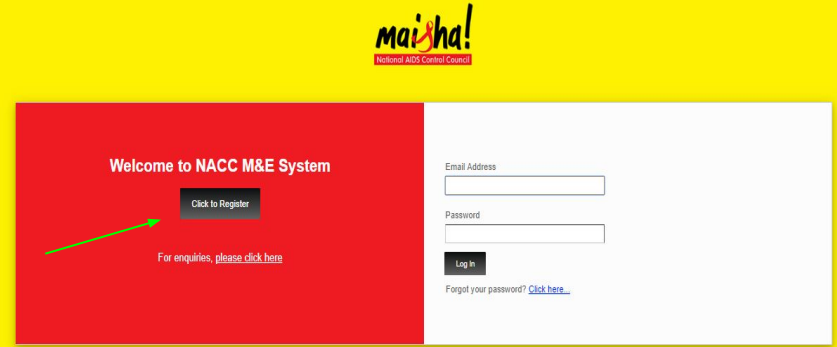 maisha!
National AIDS Control Council
Welcome to NACC M&E System
Click to Register
For enquiries, please click here
Email Address
Password
Log In
Forgot your password? Click here...